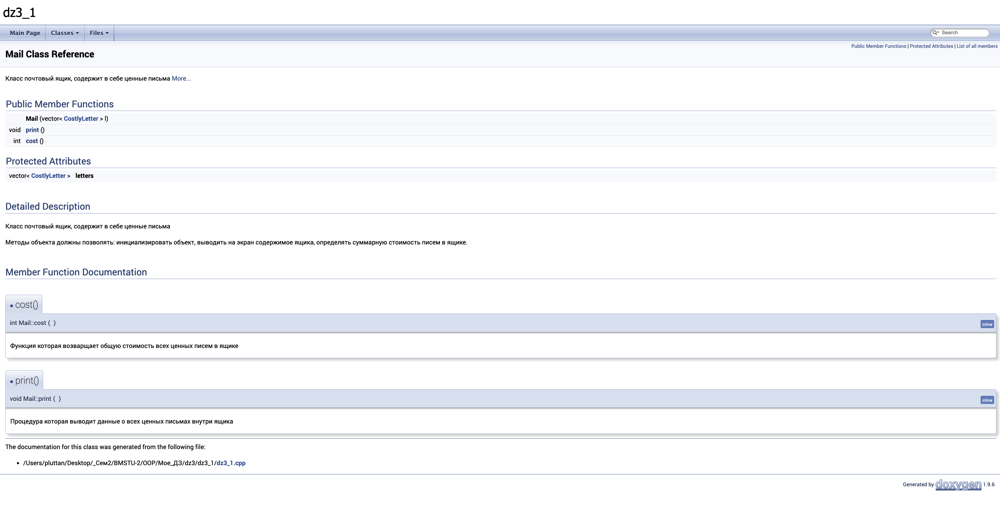 dz3_1
Main Page Classes Files Search
Public Member Functions | Protected Attributes | List of all members
Mail Class Reference
Класс почтовый ящик, содержит в себе ценные письма More...
Public Member Functions
Mail (vector< CostlyLetter > l)
void print ()
int cost ()
Protected Attributes
vector< CostlyLetter > letters
Detailed Description
Класс почтовый ящик, содержит в себе ценные письма
Методы объекта должны позволять: инициализировать объект, выводить на экран содержимое ящика, определять суммарную стоимость писем в ящике.
Member Function Documentation
◆ cost()
int Mail::cost ( ) inline
Функция которая возварщает общую стоимость всех ценных писем в ящике
◆ print()
void Mail::print ( ) inline
Процедура которая выводит данные о всех ценных письмах внутри ящика
The documentation for this class was generated from the following file:
• /Users/pluttan/Desktop/_Сем2/BMSTU-2/OOP/Мое_ДЗ/dz3/dz3_1/dz3_1.cpp
Generated by doxygen 1.9.6